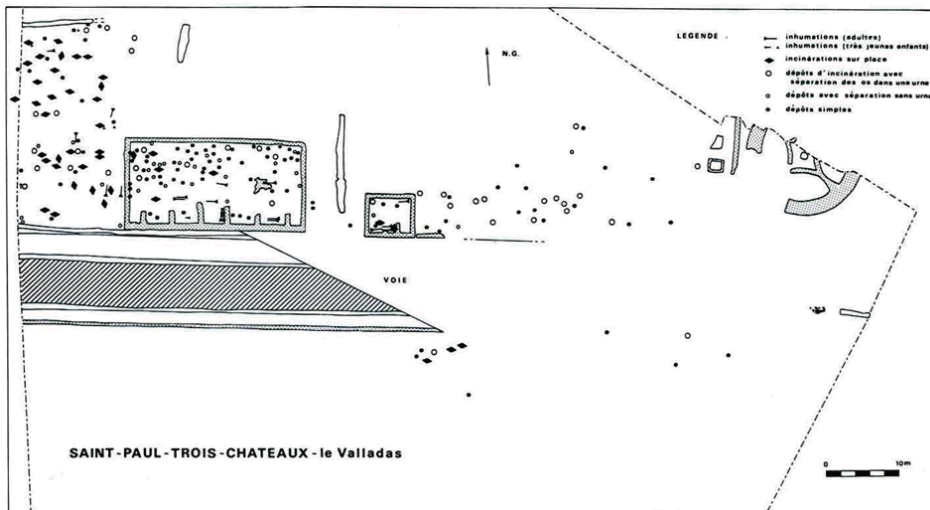 LEGENDE
inhumations (adultes)
inhumations (très jeunes enfants)
incinérations sur place
dépôts d'incinération avec
séparation des os dans une urne
dépôts avec séparation sans urne
dépôts simples
N.G.
VOIE
SAINT-PAUL-TROIS-CHATEAUX - le Valladas
0 10m